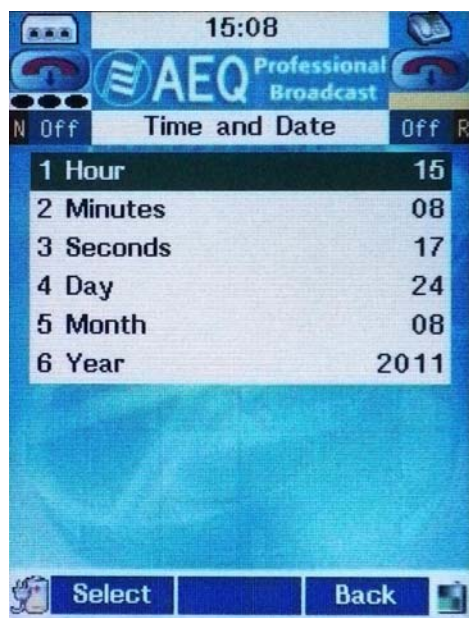 15:08
AEQ Professional Broadcast
N Off Time and Date Off R
1 Hour 15
2 Minutes 08
3 Seconds 17
4 Day 24
5 Month 08
6 Year 2011
Select Back